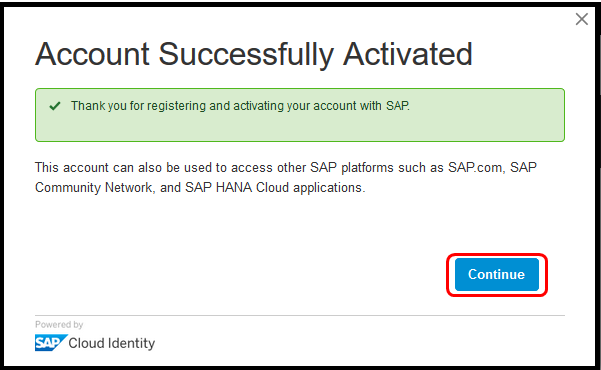 Account Successfully Activated
Thank you for registering and activating your account with SAP.
This account can also be used to access other SAP platforms such as SAP.com, SAP
Community Network, and SAP HANA Cloud applications.
Continue
Powered by
SAP Cloud Identity